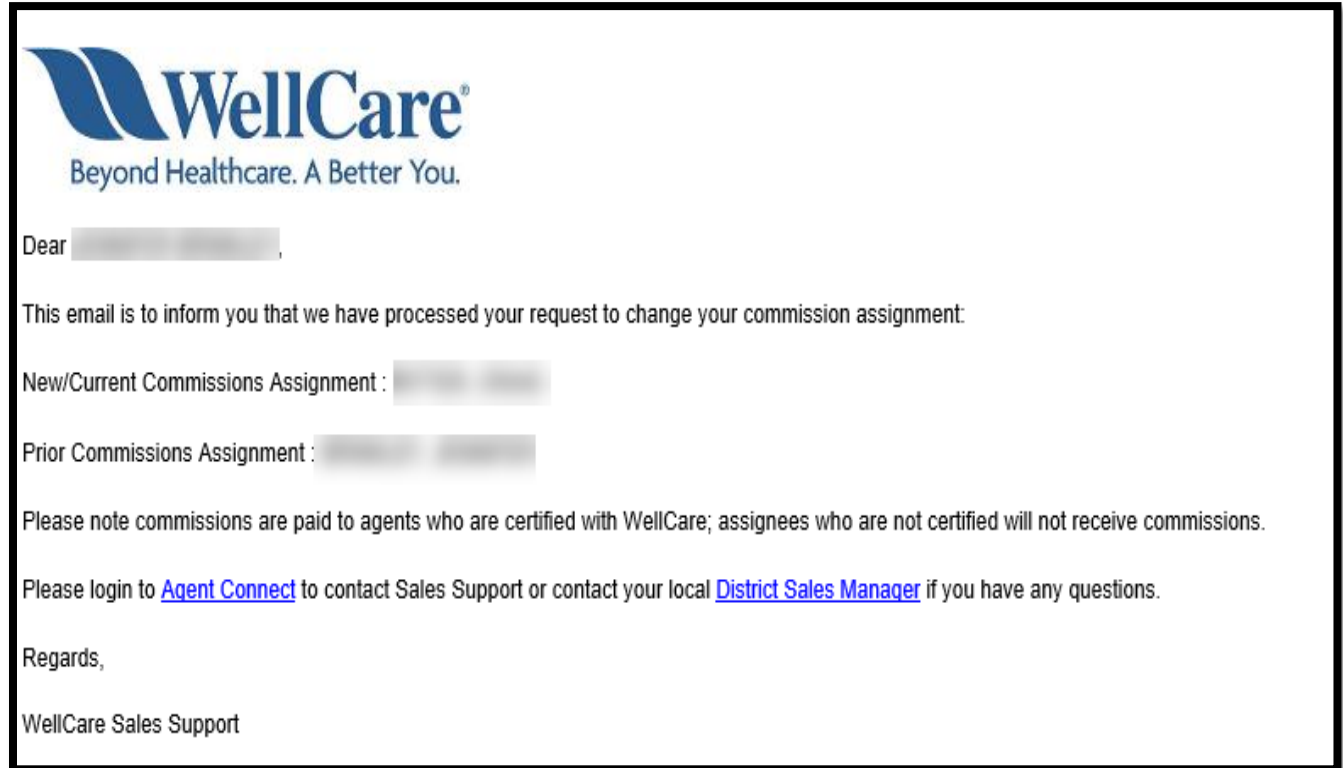 WellCare®
Beyond Healthcare. A Better You.
Dear ,
This email is to inform you that we have processed your request to change your commission assignment:
New/Current Commissions Assignment :
Prior Commissions Assignment :
Please note commissions are paid to agents who are certified with WellCare; assignees who are not certified will not receive commissions.
Please login to Agent Connect to contact Sales Support or contact your local District Sales Manager if you have any questions.
Regards,
WellCare Sales Support